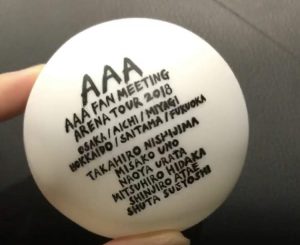 AAA
AAA FAN MEETING
ARENA TOUR 2018
OSAKA / AICHI / MIYAGI
HOKKAIDO / SAITAMA / FUKUOKA
TAKAHIRO NISHIJIMA
MISAKO UNO
NAOYA URATA
MITSUHIRO HIDAKA
SHINJIRO ATAE
SHUTA SUEYOSHI